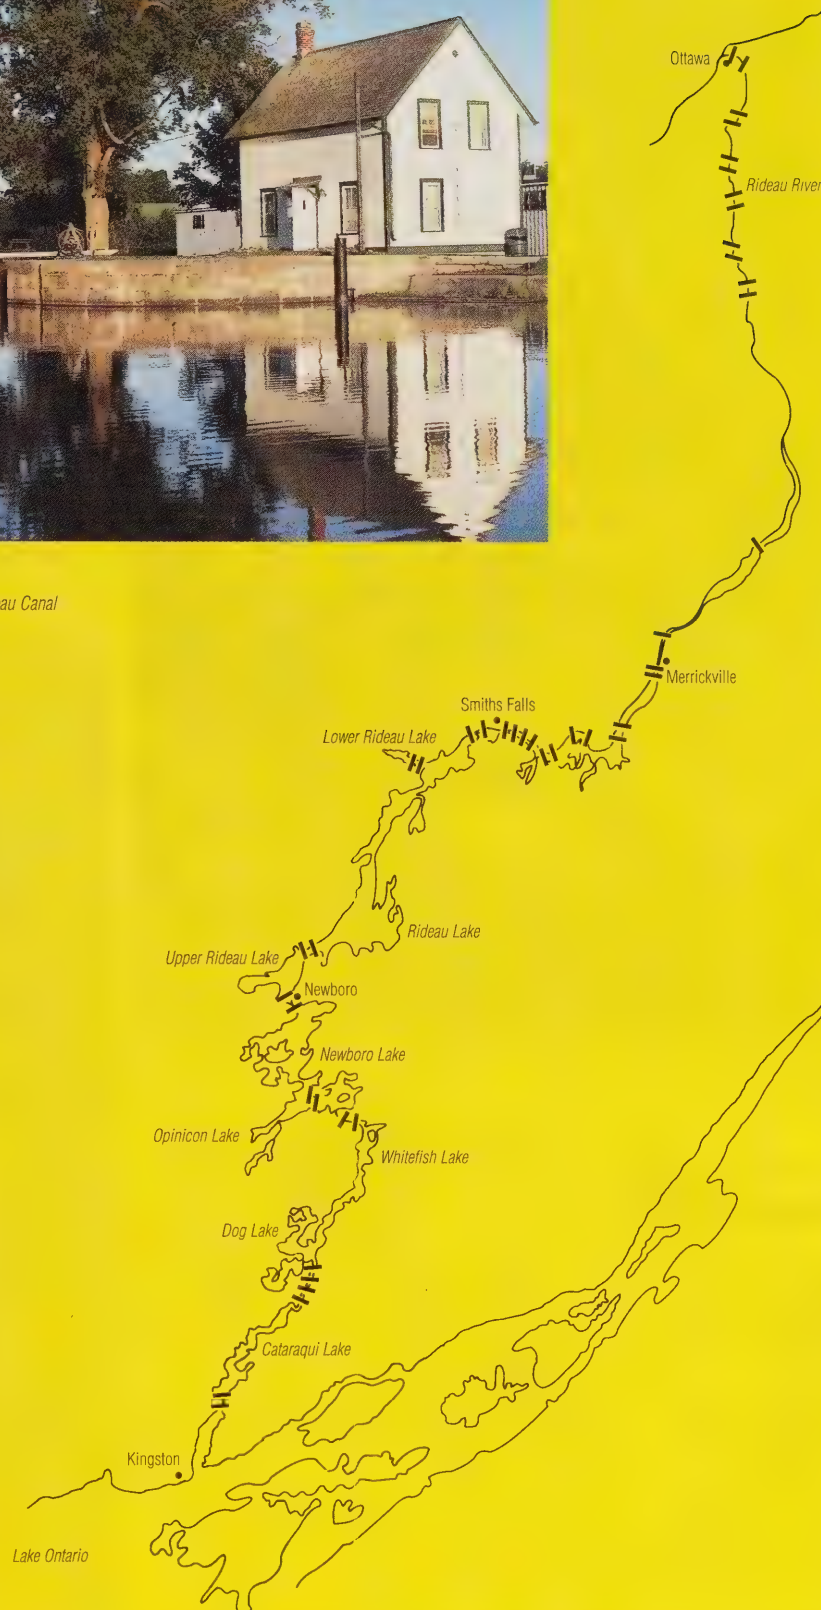 Ottawa
Rideau River
au Canal
Merrickville
Smiths Falls
Lower Rideau Lake
Rideau Lake
Upper Rideau Lake
Newboro
Newboro Lake
Opinicon Lake
Whitefish Lake
Dog Lake
Cataraqui Lake
Kingston
Lake Ontario